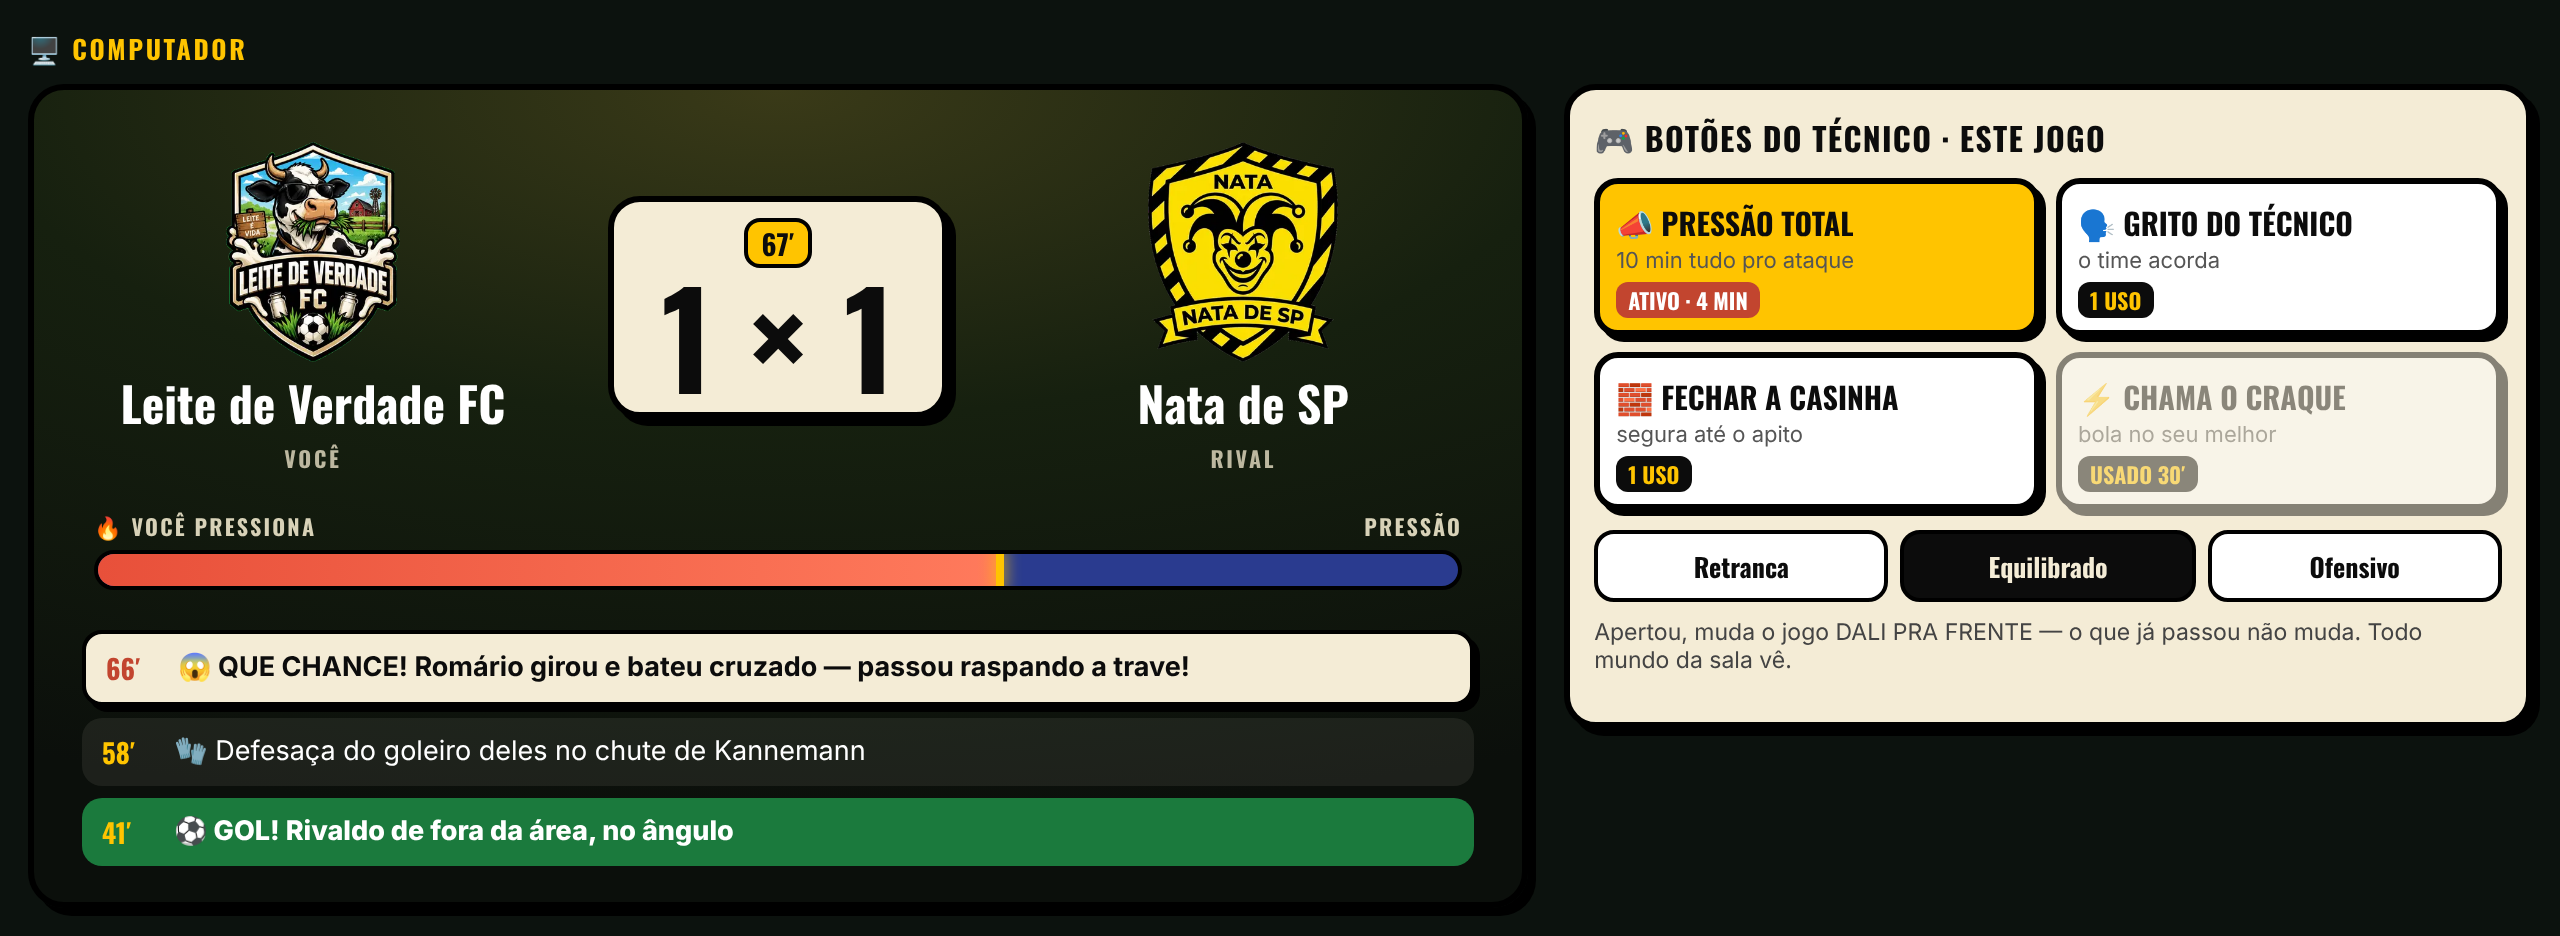 COMPUTADOR
LEITE É VIDA
LEITE DE VERDADE
FC
Leite de Verdade FC
VOCÊ
67'
1 × 1
NATA
NATA DE SP
Nata de SP
RIVAL
VOCÊ PRESSIONA
PRESSÃO
66' QUE CHANCE! Romário girou e bateu cruzado — passou raspando a trave!
58' Defesaça do goleiro deles no chute de Kannemann
41' GOL! Rivaldo de fora da área, no ângulo
BOTÕES DO TÉCNICO · ESTE JOGO
PRESSÃO TOTAL
10 min tudo pro ataque
ATIVO · 4 MIN
GRITO DO TÉCNICO
o time acorda
1 USO
FECHAR A CASINHA
segura até o apito
1 USO
CHAMA O CRAQUE
bola no seu melhor
USADO 30'
Retranca
Equilibrado
Ofensivo
Apertou, muda o jogo DALI PRA FRENTE — o que já passou não muda. Todo
mundo da sala vê.